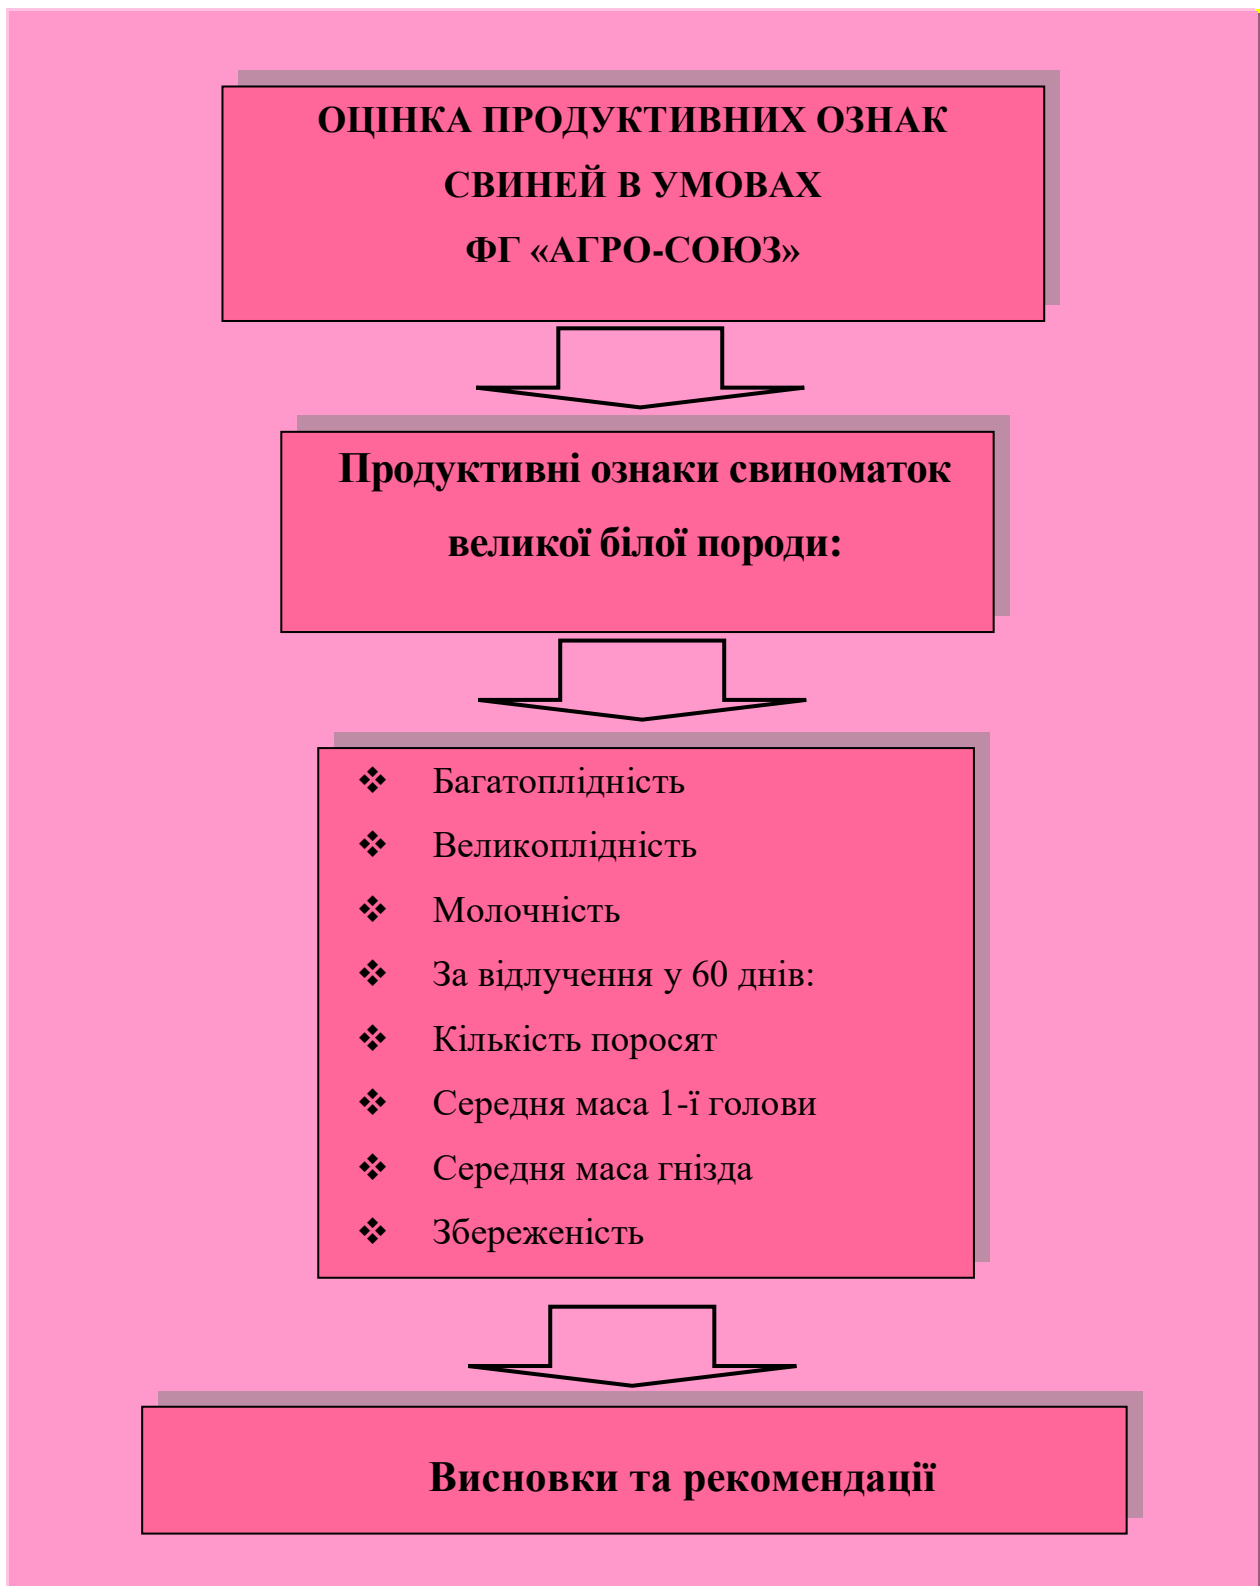 ОЦІНКА ПРОДУКТИВНИХ ОЗНАК
СВИНЕЙ В УМОВАХ
ФГ «АГРО-СОЮЗ»
Продуктивні ознаки свиноматок
великої білої породи:
❖ Багатоплідність
❖ Великоплідність
❖ Молочність
❖ За відлучення у 60 днів:
❖ Кількість поросят
❖ Середня маса 1-ї голови
❖ Середня маса гнізда
❖ Збереженість
Висновки та рекомендації